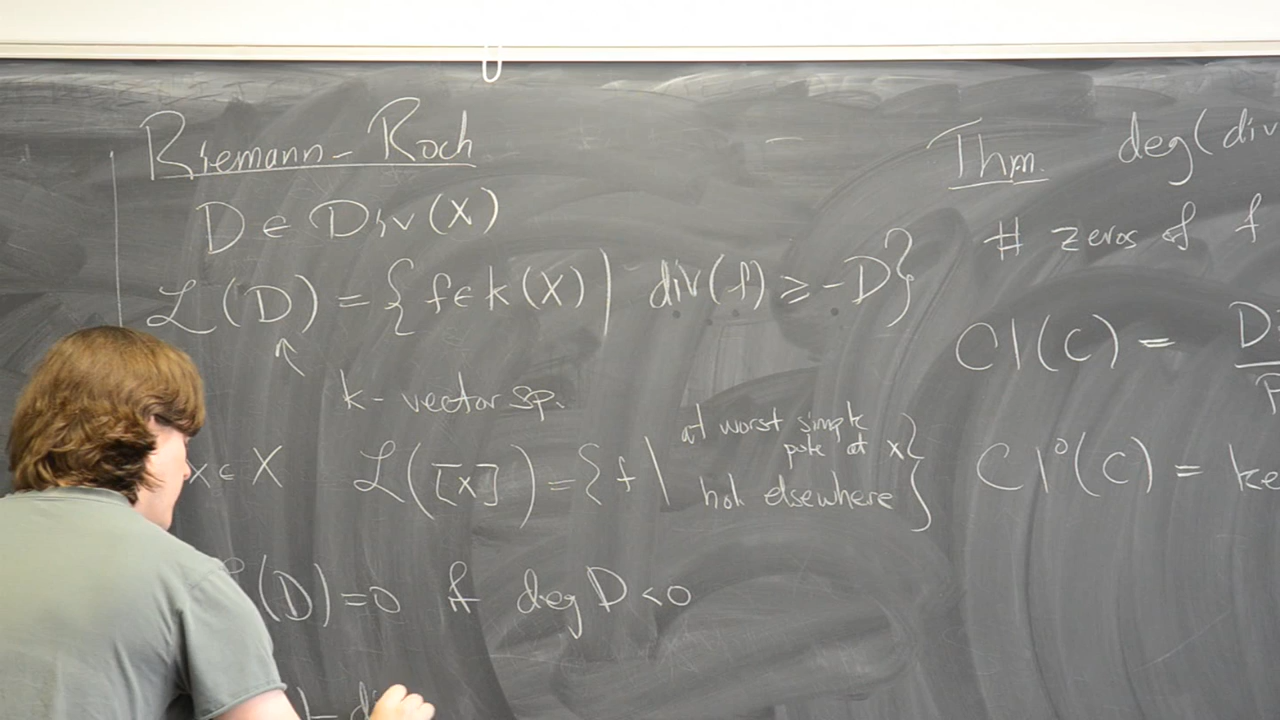 Riemann-Roch
D ∈ Div(X)
ℒ(D) = { f ∈ k(X) | div(f) ≥ -D }
↑
k-vector sp.
x ∈ X ℒ([x]) = { f | at worst simple pole at x
hol elsewhere }
(D) = 0 if deg D < 0
Thm. deg(div
# zeros of f
Cl(C) =
Cl⁰(C) = ke